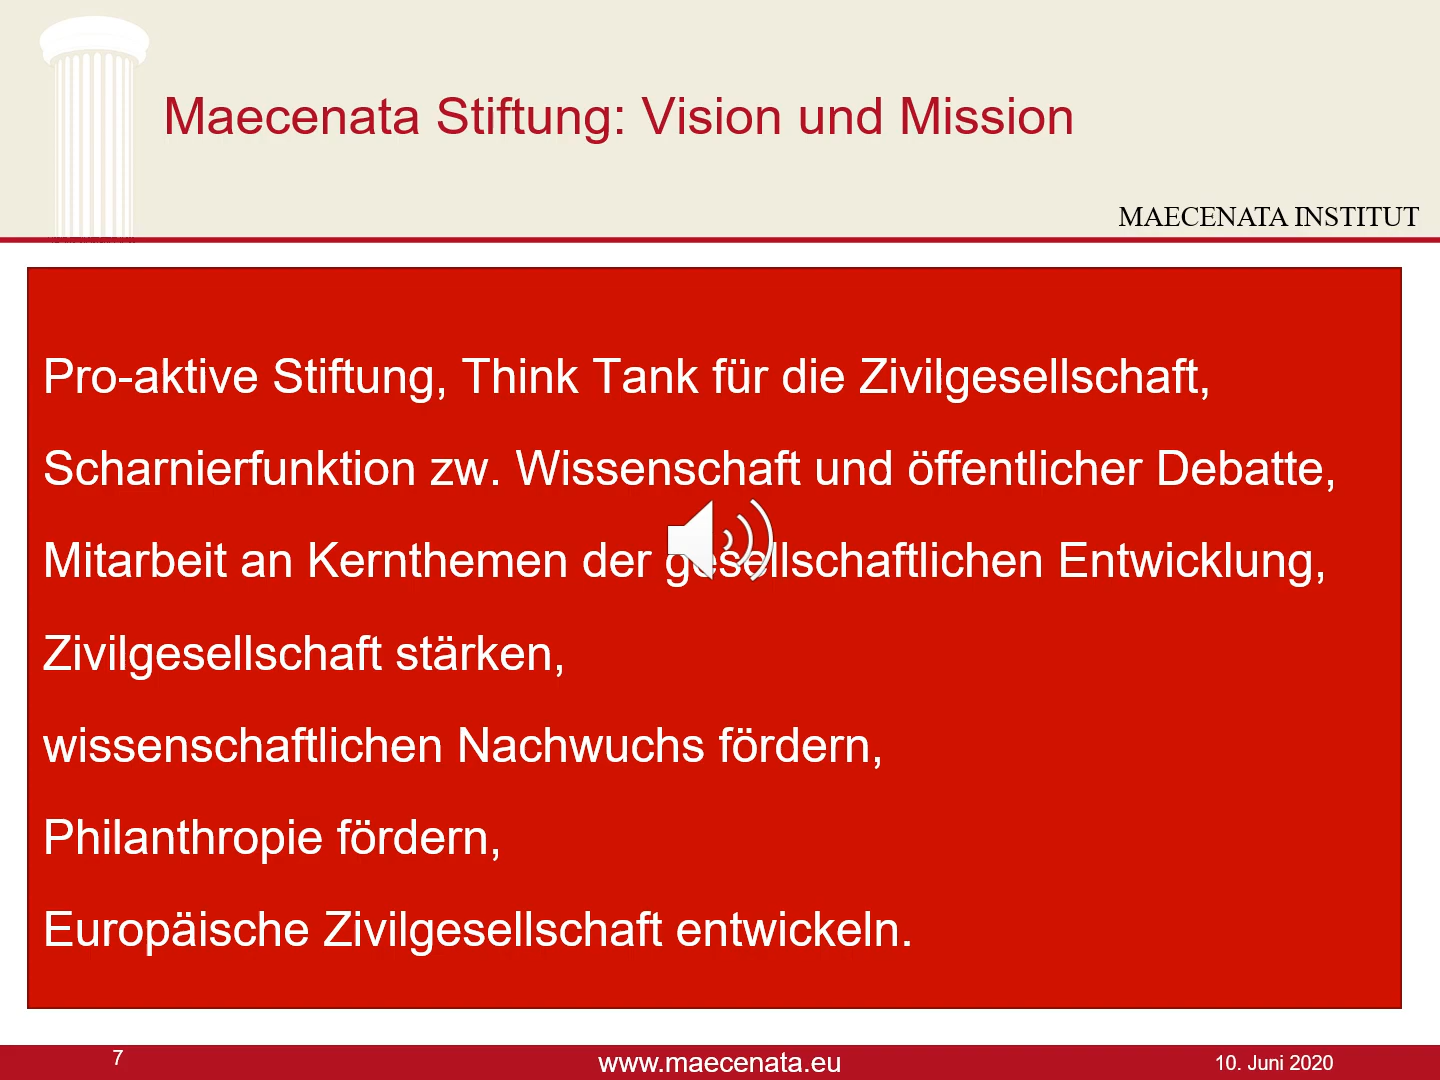 Maecenata Stiftung: Vision und Mission
MAECENATA INSTITUT
Pro-aktive Stiftung, Think Tank für die Zivilgesellschaft,
Scharnierfunktion zw. Wissenschaft und öffentlicher Debatte,
Mitarbeit an Kernthemen der gesellschaftlichen Entwicklung,
Zivilgesellschaft stärken,
wissenschaftlichen Nachwuchs fördern,
Philanthropie fördern,
Europäische Zivilgesellschaft entwickeln.
7
www.maecenata.eu
10. Juni 2020